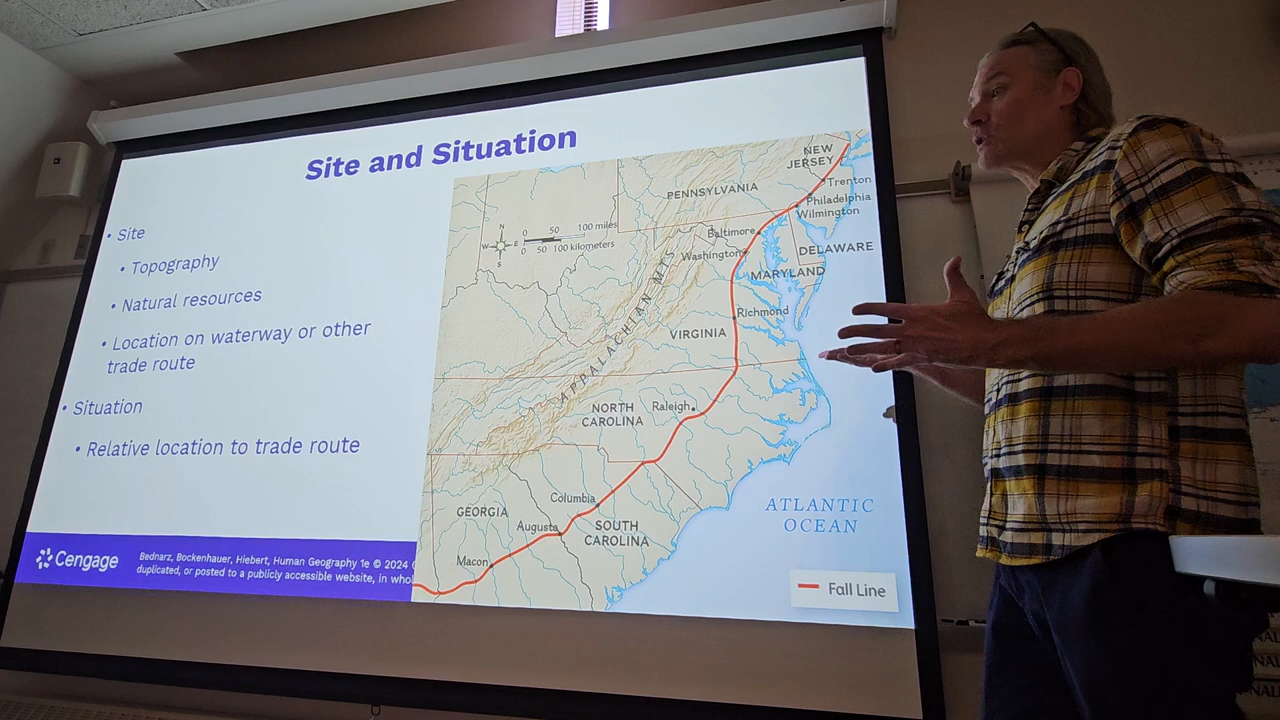 Site and Situation
• Site
• Topography
• Natural resources
• Location on waterway or other
trade route
• Situation
• Relative location to trade route
Cengage
Bednarz, Bockenhauer, Hiebert, Human Geography 1e © 2024
duplicated, or posted to a publicly accessible website, in
NEW
JERSEY
Trenton
PENNSYLVANIA
Philadelphia
Wilmington
N
W E
S
0 50 100 miles
0 50 100 kilometers
Baltimore
Washington
DELAWARE
MARYLAND
APPALACHIAN MTS
Richmond
VIRGINIA
Raleigh
NORTH
CAROLINA
Columbia
GEORGIA
Augusta
SOUTH
CAROLINA
Macon
ATLANTIC
OCEAN
Fall Line